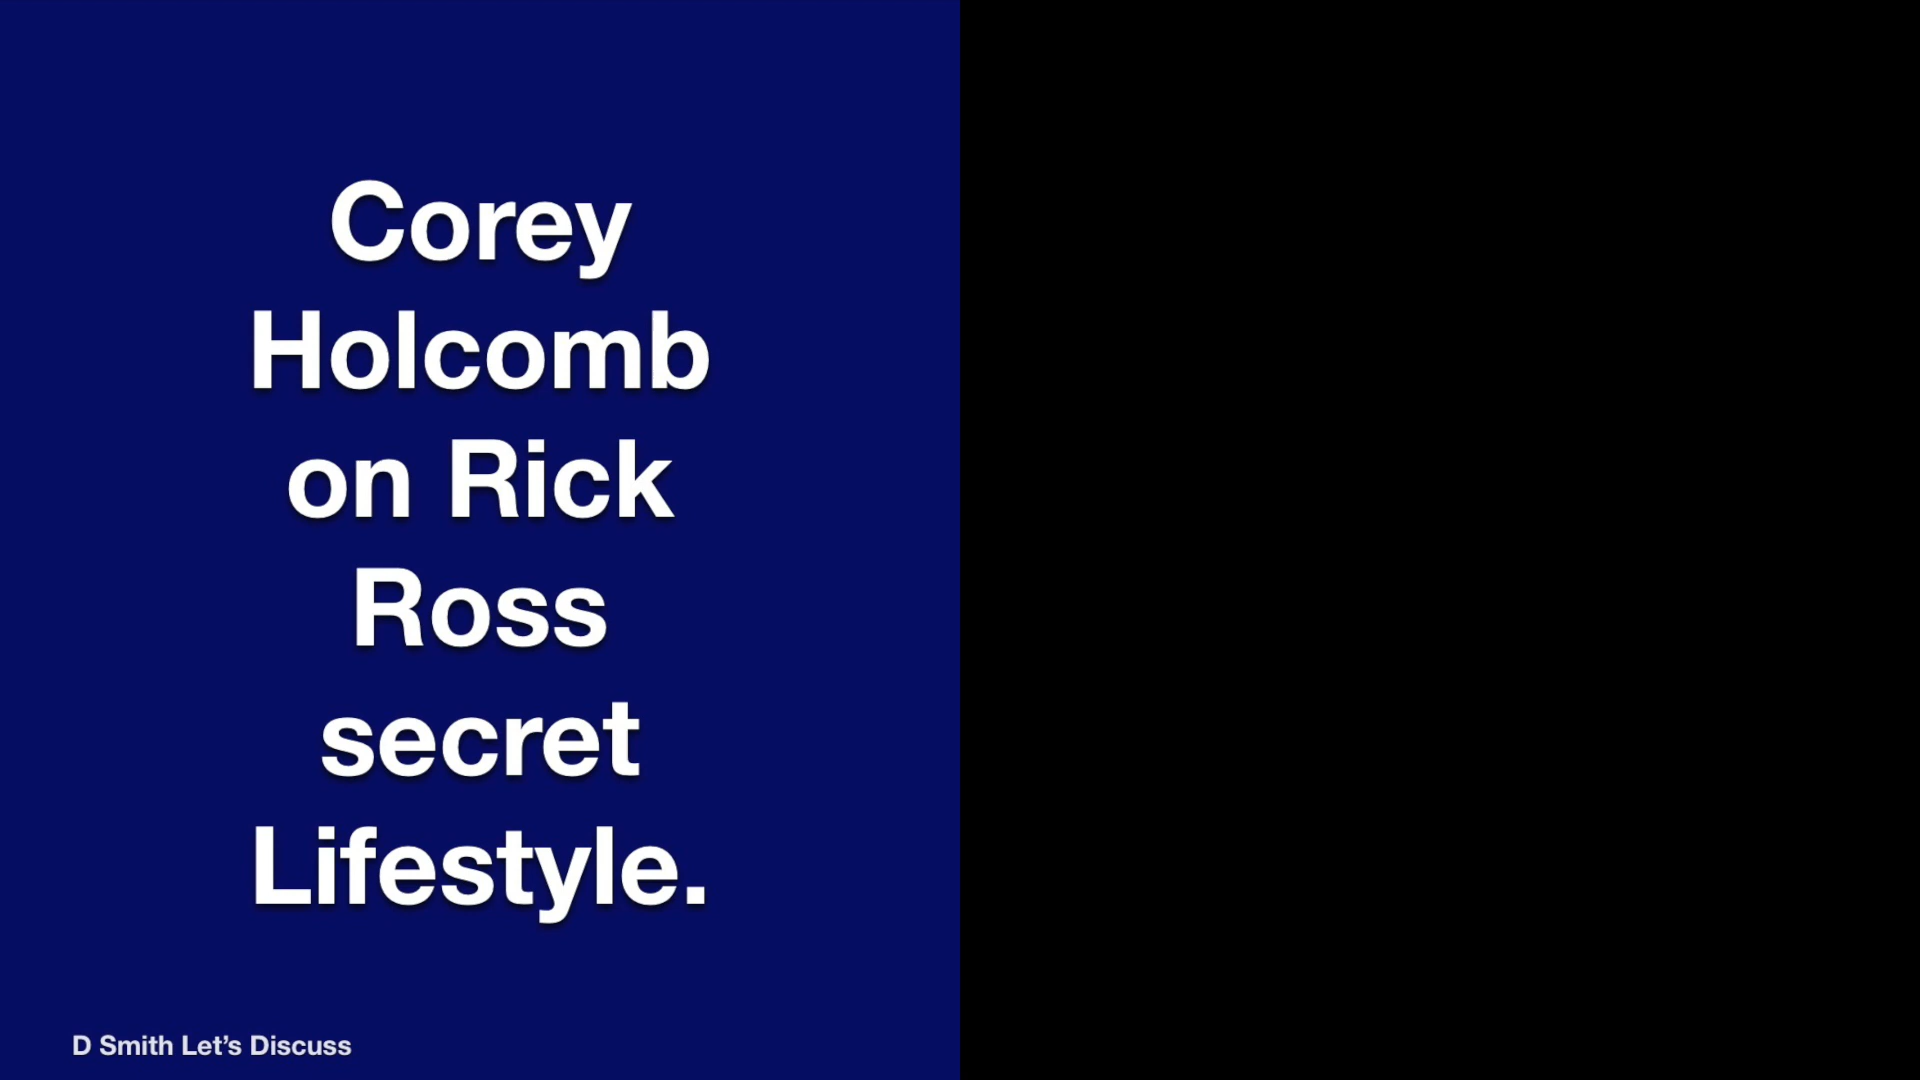 Corey
Holcomb
on Rick
Ross
secret
Lifestyle.
D Smith Let’s Discuss